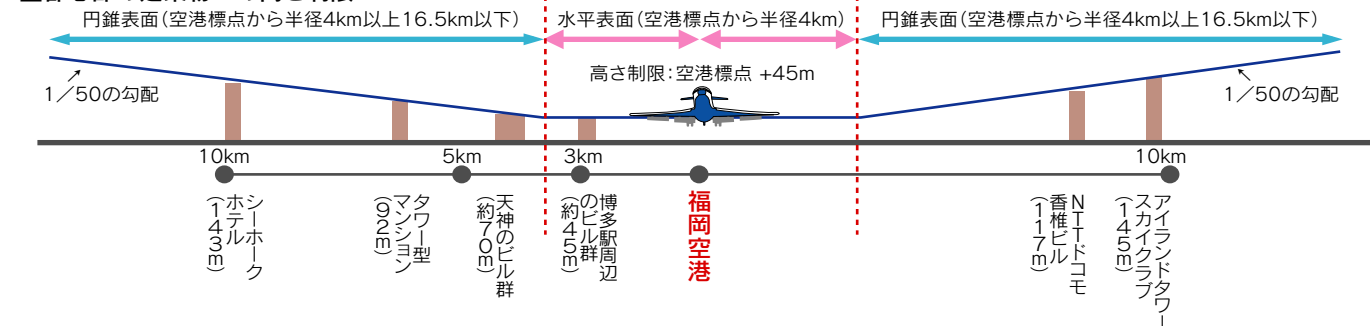 円錐表面(空港標点から半径4km以上16.5km以下)
水平表面(空港標点から半径4km)
円錐表面(空港標点から半径4km以上16.5km以下)
高さ制限:空港標点 +45m
1/50の勾配
1/50の勾配
10km
5km
3km
10km
シーホーク
ホテル
(143m)
タワー型
マンション
(92m)
天神のビル群
(約70m)
博多駅周辺
のビル群
(約45m)
福岡空港
NTTドコモ
香椎ビル
(117m)
アイランドタワー
スカイクラブ
(145m)